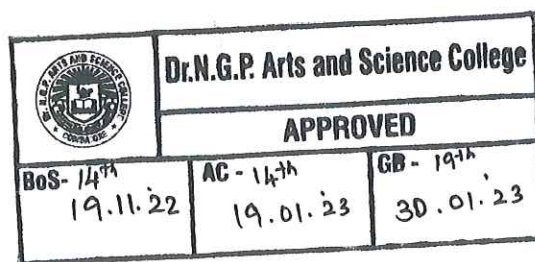 Dr.N.G.P. Arts and Science College
APPROVED
BoS- 14th
19.11.22
AC - 14th
19.01.23
GB - 19th
30.01.23